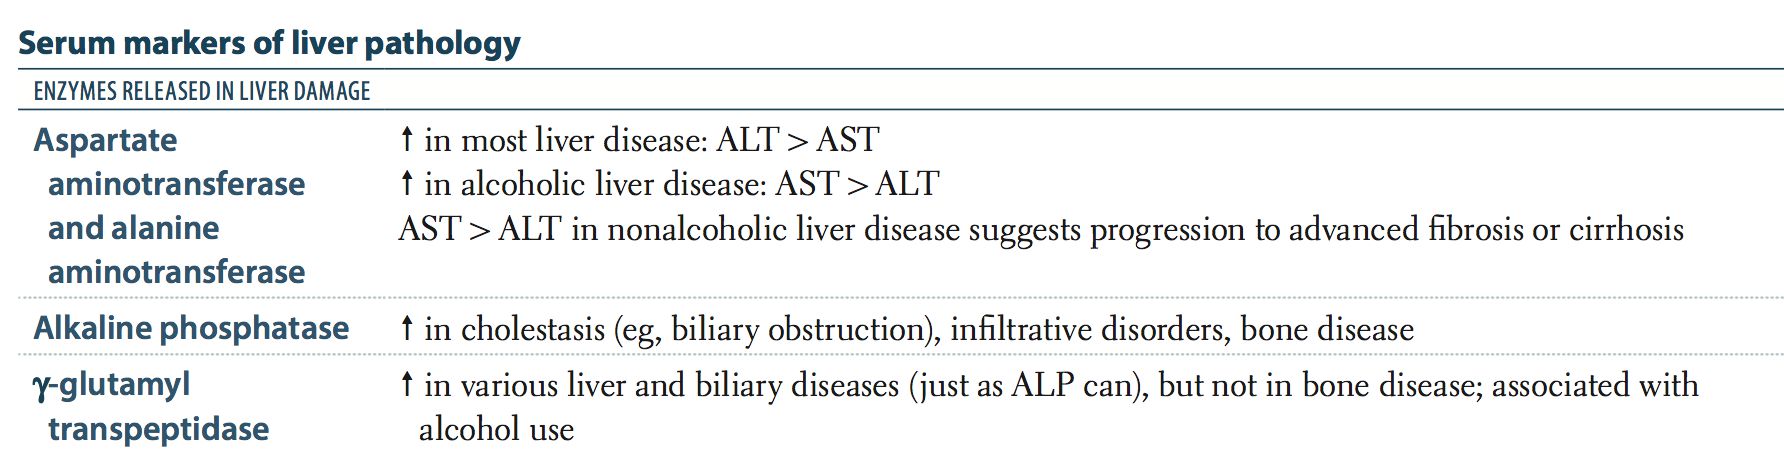 Serum markers of liver pathology
ENZYMES RELEASED IN LIVER DAMAGE
Aspartate
aminotransferase
and alanine
aminotransferase
↑ in most liver disease: ALT > AST
↑ in alcoholic liver disease: AST > ALT
AST > ALT in nonalcoholic liver disease suggests progression to advanced fibrosis or cirrhosis
Alkaline phosphatase
↑ in cholestasis (eg, biliary obstruction), infiltrative disorders, bone disease
γ-glutamyl
transpeptidase
↑ in various liver and biliary diseases (just as ALP can), but not in bone disease; associated with
alcohol use